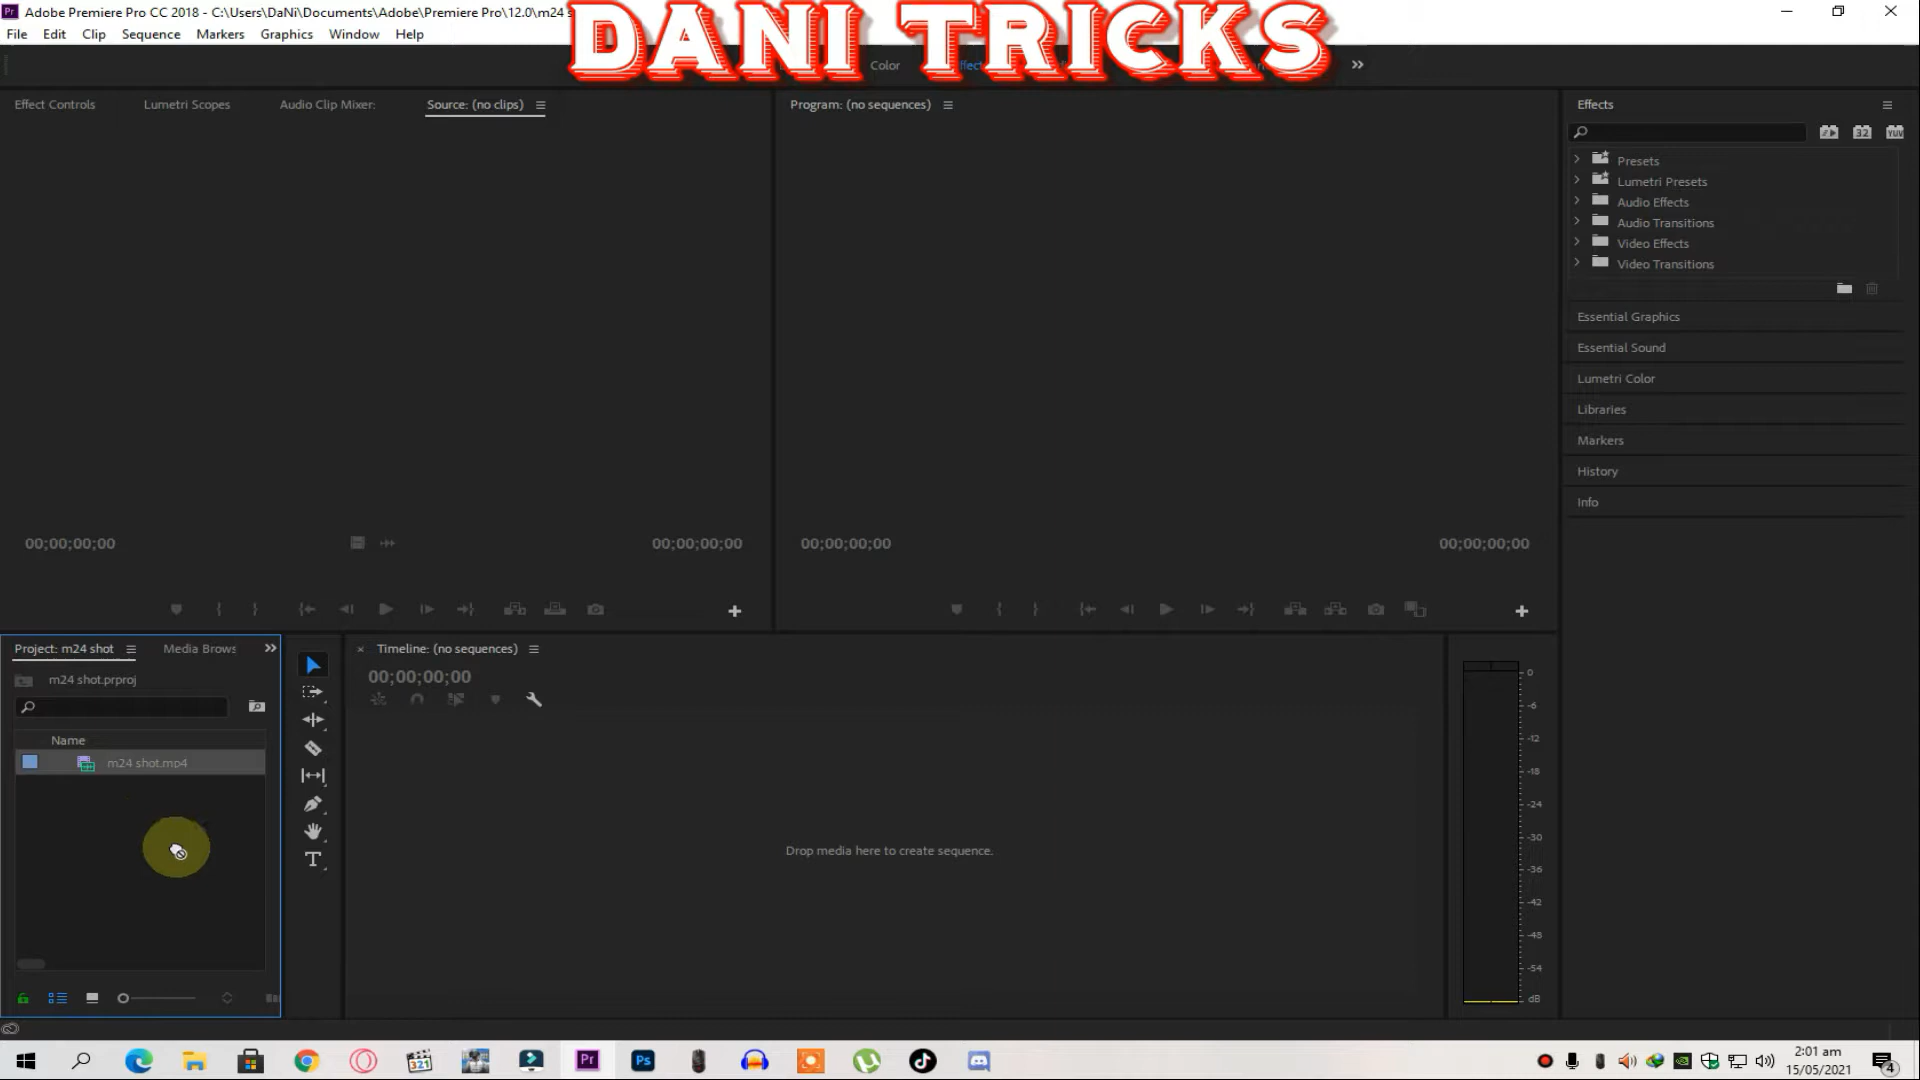 Adobe Premiere Pro CC 2018 - C:\Users\DaNi\Documents\Adobe\Premiere Pro\12.0\m24 s
DANI TRICKS
File Edit Clip Sequence Markers Graphics Window Help
Color
Effect Controls Lumetri Scopes Audio Clip Mixer: Source: (no clips) Program: (no sequences) Effects
32 YUV
Presets
Lumetri Presets
Audio Effects
Audio Transitions
Video Effects
Video Transitions
Essential Graphics
Essential Sound
Lumetri Color
Libraries
Markers
History
Info
00;00;00;00 00;00;00;00 00;00;00;00 00;00;00;00
Project: m24 shot Media Brows
m24 shot.prproj
Name
m24 shot.mp4
Timeline: (no sequences)
00;00;00;00
Drop media here to create sequence.
0
-6
-12
-18
-24
-30
-36
-42
-48
-54
dB
321 Pr Ps
2:01 am
15/05/2021
4